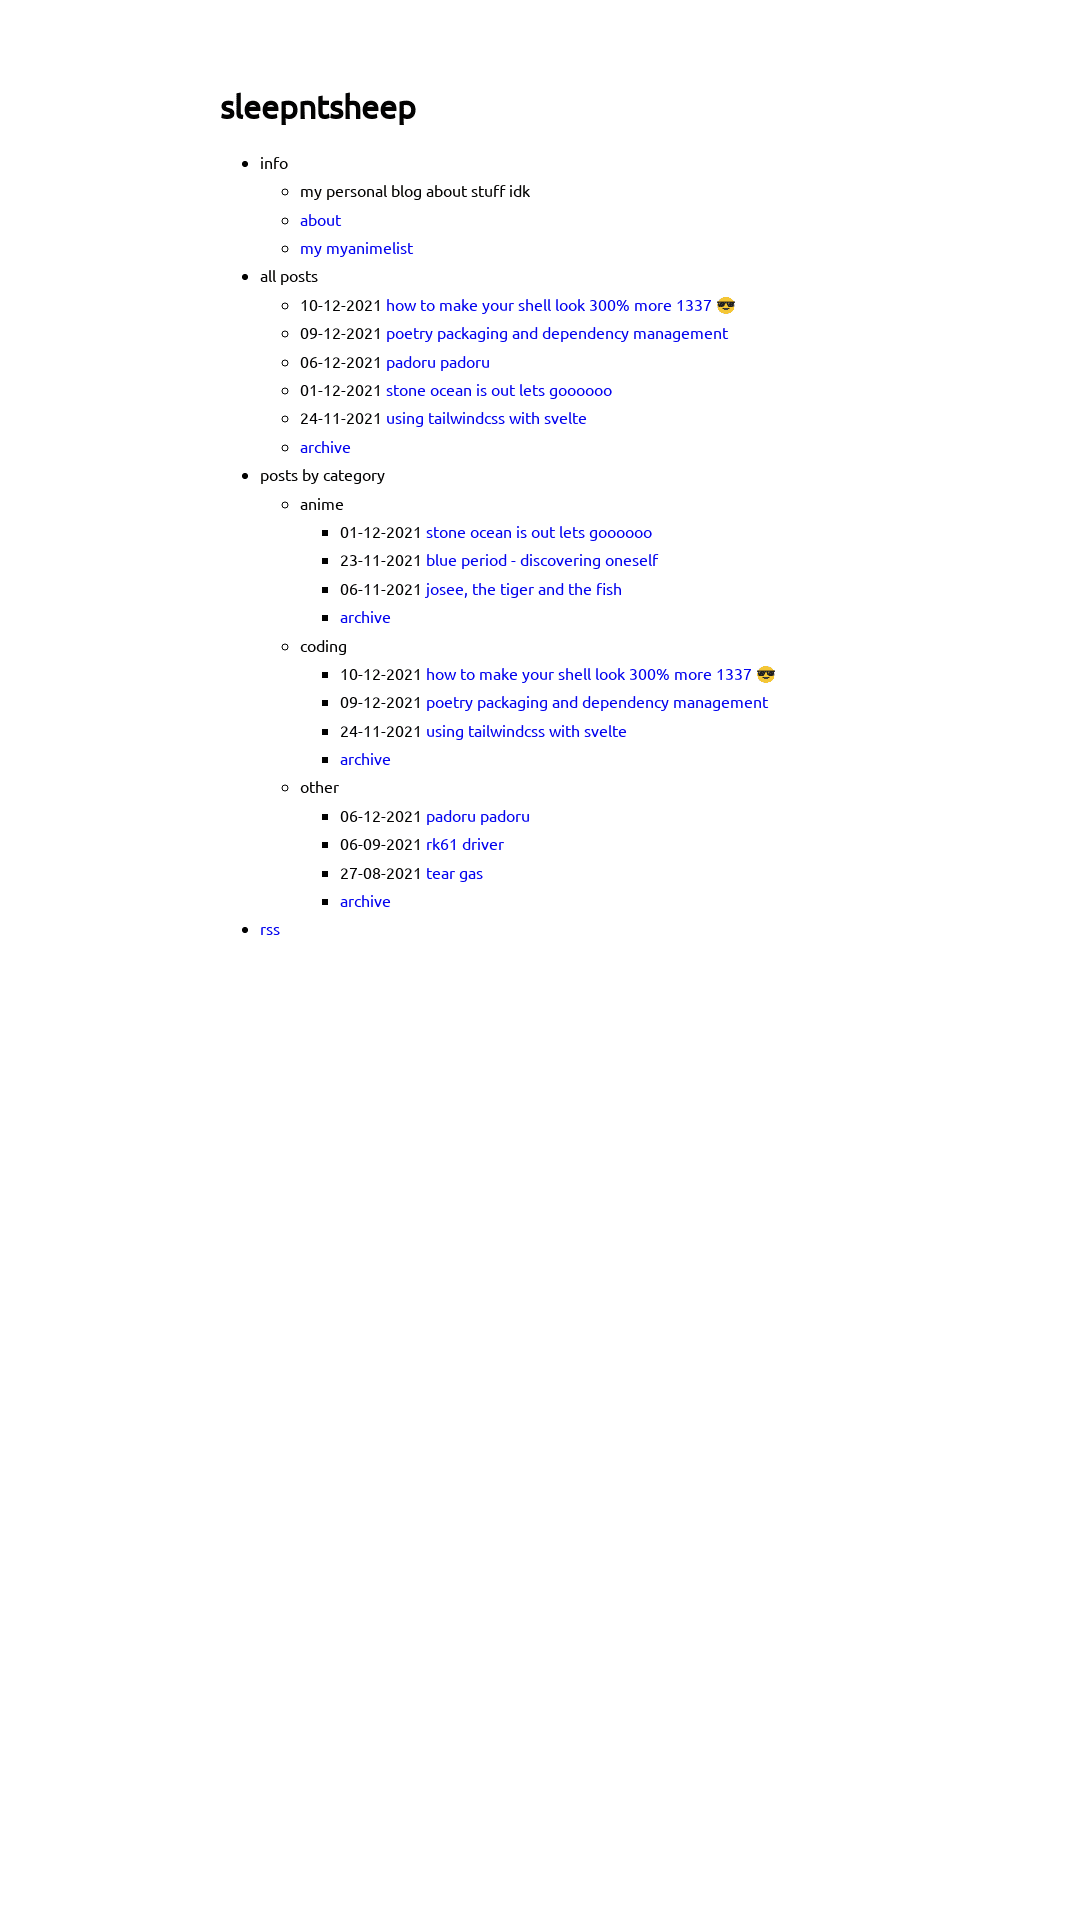 sleepntsheep
info
my personal blog about stuff idk
about
my myanimelist
all posts
10-12-2021 how to make your shell look 300% more 1337 😎
09-12-2021 poetry packaging and dependency management
06-12-2021 padoru padoru
01-12-2021 stone ocean is out lets goooooo
24-11-2021 using tailwindcss with svelte
archive
posts by category
anime
01-12-2021 stone ocean is out lets goooooo
23-11-2021 blue period - discovering oneself
06-11-2021 josee, the tiger and the fish
archive
coding
10-12-2021 how to make your shell look 300% more 1337 😎
09-12-2021 poetry packaging and dependency management
24-11-2021 using tailwindcss with svelte
archive
other
06-12-2021 padoru padoru
06-09-2021 rk61 driver
27-08-2021 tear gas
archive
rss